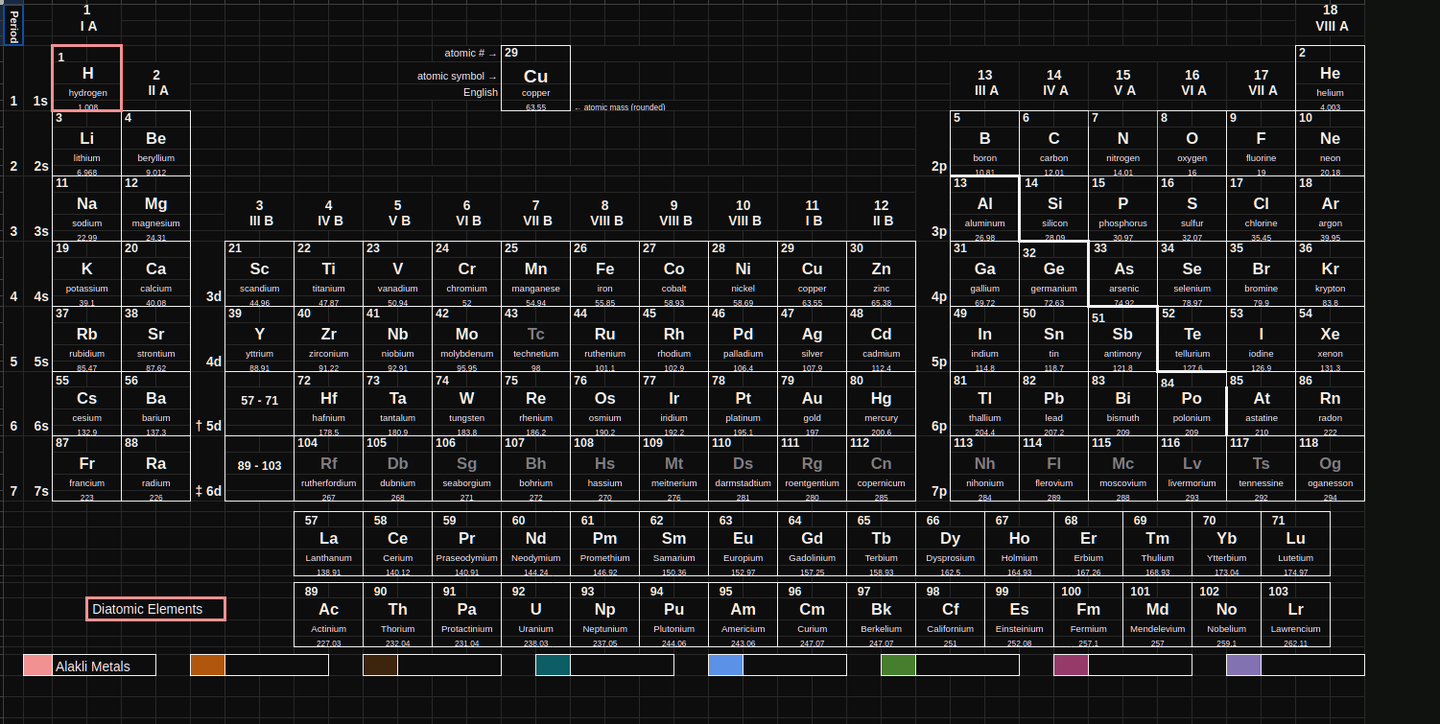 Period
1
18
I A
VIII A
1 atomic # → 29 2
H 2 atomic symbol → Cu 13 14 15 16 17 He
hydrogen II A English copper III A IV A V A VI A VII A helium
1 1s 1.008 63.55 ← atomic mass (rounded) 4.003
3 4 5 6 7 8 9 10
Li Be B C N O F Ne
lithium beryllium boron carbon nitrogen oxygen fluorine neon
2 2s 6.968 9.012 2p 10.81 12.01 14.01 16 19 20.18
11 12 13 14 15 16 17 18
Na Mg 3 4 5 6 7 8 9 10 11 12 Al Si P S Cl Ar
sodium magnesium III B IV B V B VI B VII B VIII B VIII B VIII B I B II B aluminum silicon phosphorus sulfur chlorine argon
3 3s 22.99 24.31 3p 26.98 28.09 30.97 32.07 35.45 39.95
19 20 21 22 23 24 25 26 27 28 29 30 31 32 33 34 35 36
K Ca Sc Ti V Cr Mn Fe Co Ni Cu Zn Ga Ge As Se Br Kr
potassium calcium scandium titanium vanadium chromium manganese iron cobalt nickel copper zinc gallium germanium arsenic selenium bromine krypton
4 4s 39.1 40.08 3d 44.96 47.87 50.94 52 54.94 55.85 58.93 58.69 63.55 65.38 4p 69.72 72.63 74.92 78.97 79.9 83.8
37 38 39 40 41 42 43 44 45 46 47 48 49 50 51 52 53 54
Rb Sr Y Zr Nb Mo Tc Ru Rh Pd Ag Cd In Sn Sb Te I Xe
rubidium strontium yttrium zirconium niobium molybdenum technetium ruthenium rhodium palladium silver cadmium indium tin antimony tellurium iodine xenon
5 5s 85.47 87.62 4d 88.91 91.22 92.91 95.95 98 101.1 102.9 106.4 107.9 112.4 5p 114.8 118.7 121.8 127.6 126.9 131.3
55 56 72 73 74 75 76 77 78 79 80 81 82 83 84 85 86
Cs Ba 57 - 71 Hf Ta W Re Os Ir Pt Au Hg Tl Pb Bi Po At Rn
cesium barium hafnium tantalum tungsten rhenium osmium iridium platinum gold mercury thallium lead bismuth polonium astatine radon
6 6s 132.9 137.3 † 5d 178.5 180.9 183.8 186.2 190.2 192.2 195.1 197 200.6 6p 204.4 207.2 209 209 210 222
87 88 104 105 106 107 108 109 110 111 112 113 114 115 116 117 118
Fr Ra 89 - 103 Rf Db Sg Bh Hs Mt Ds Rg Cn Nh Fl Mc Lv Ts Og
francium radium rutherfordium dubnium seaborgium bohrium hassium meitnerium darmstadtium roentgentium copernicum nihonium flerovium moscovium livermorium tennessine oganesson
7 7s 223 226 ‡ 6d 267 268 271 270 276 281 280 285 7p 284 289 288 293 292 294
57 58 59 60 61 62 63 64 65 66 67 68 69 70 71
La Ce Pr Nd Pm Sm Eu Gd Tb Dy Ho Er Tm Yb Lu
Lanthanum Cerium Praseodymium Neodymium Promethium Samarium Europium Gadolinium Terbium Dysprosium Holmium Erbium Thulium Ytterbium Lutetium
138.91 140.12 140.91 144.24 146.92 150.36 152.97 157.25 158.93 162.5 164.93 167.26 168.93 173.04 174.97
89 90 91 92 93 94 95 96 97 98 99 100 101 102 103
Diatomic Elements Ac Th Pa U Np Pu Am Cm Bk Cf Es Fm Md No Lr
Actinium Thorium Protactinium Uranium Neptunium Plutonium Americium Curium Berkelium Californium Einsteinium Fermium Mendelevium Nobelium Lawrencium
227.03 232.04 231.04 238.03 237.05 244.06 243.06 247.07 247.07 251 252.08 257.1 257 259.1 262.11
Alakli Metals